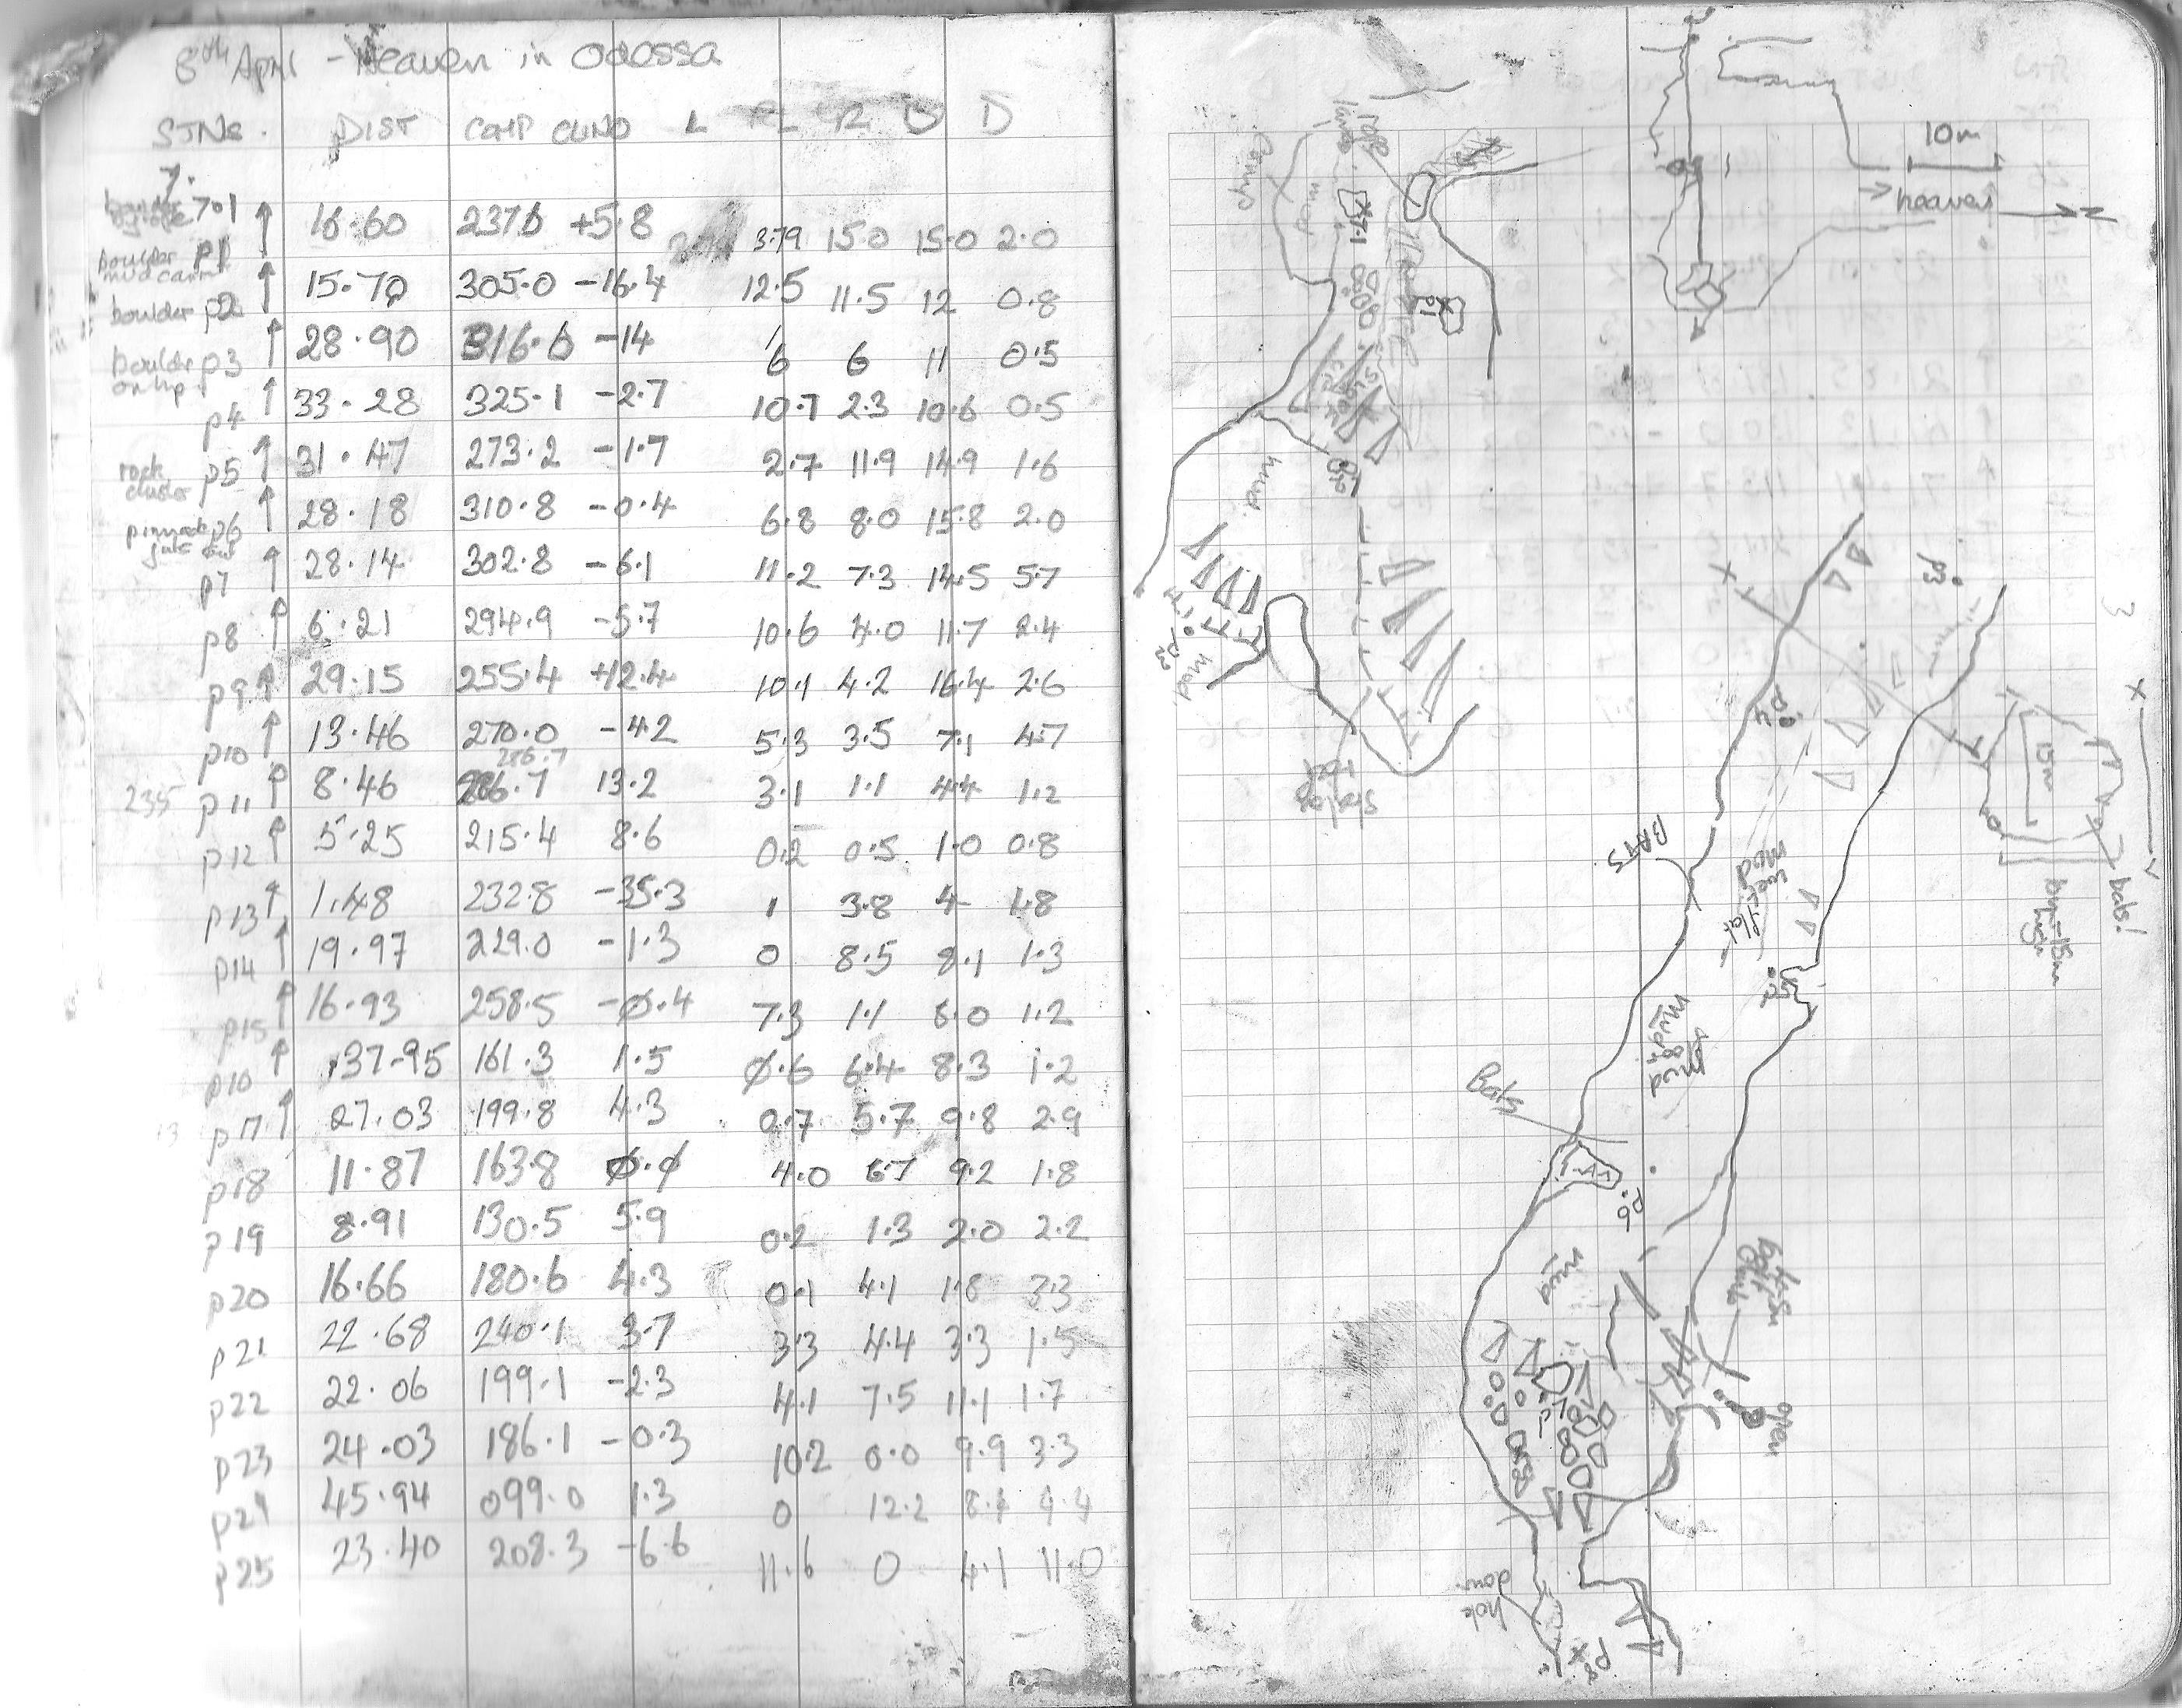 8th April - Heaven in Odessa
STNs. DIST COMP CLINO L R U D
7.
701
boulder p1 ↑ 16.60 237.6 +5.8 3.79 15.0 15.0 2.0
boulder p2 ↑ 15.70 305.0 -16.4 12.5 11.5 12 0.8
boulder p3 ↑ 28.90 316.6 -14 6 6 11 0.5
p4 ↑ 33.28 325.1 -2.7 10.7 2.3 10.6 0.5
rock cluster p5 ↑ 31.47 273.2 -1.7 2.7 11.9 14.9 1.6
p6 ↑ 28.18 310.8 -0.4 6.8 8.0 15.8 2.0
p7 ↑ 28.14 302.8 -6.1 11.2 7.3 14.5 5.7
p8 ↑ 6.21 294.9 -5.7 10.6 4.0 11.7 2.4
p9 ↑ 29.15 255.4 +12.4 10.1 4.2 16.4 2.6
p10 ↑ 13.46 270.0 -4.2 5.3 3.5 7.1 4.7
286.7
235 p11 ↑ 8.46 286.7 13.2 3.1 1.1 4.4 1.2
p12 ↑ 5.25 215.4 8.6 0.2 0.5 1.0 0.8
p13 ↑ 1.48 232.8 -35.3 1 3.8 4 1.8
p14 ↑ 19.97 229.0 -1.3 0 8.5 8.1 1.3
p15 ↑ 16.93 258.5 -0.4 7.3 1.1 6.0 1.2
p16 ↑ 37.95 161.3 1.5 0.6 6.4 8.3 1.2
p17 ↑ 27.03 199.8 4.3 0.7 5.7 9.8 2.9
p18 11.87 163.8 0.0 4.0 6.7 9.2 1.8
p19 8.91 130.5 5.9 0.2 1.3 2.0 2.2
p20 16.66 180.6 4.3 0.1 4.1 1.8 3.3
p21 22.68 240.1 3.7 3.3 4.4 3.3 1.5
p22 22.06 199.1 -2.3 4.1 7.5 11.1 1.7
p23 24.03 186.1 -0.3 10.2 0.0 9.9 3.3
p24 45.94 099.0 1.3 0 12.2 8.4 4.4
p25 23.40 208.3 -6.6 11.6 0 4.1 11.0
10m
heaven
mud
mud
p3
p3
X
p4
X
15m
BATS
mud
bats!
15m high
p5
mud
Bats
p6
mud
p7
open
hole down
p8